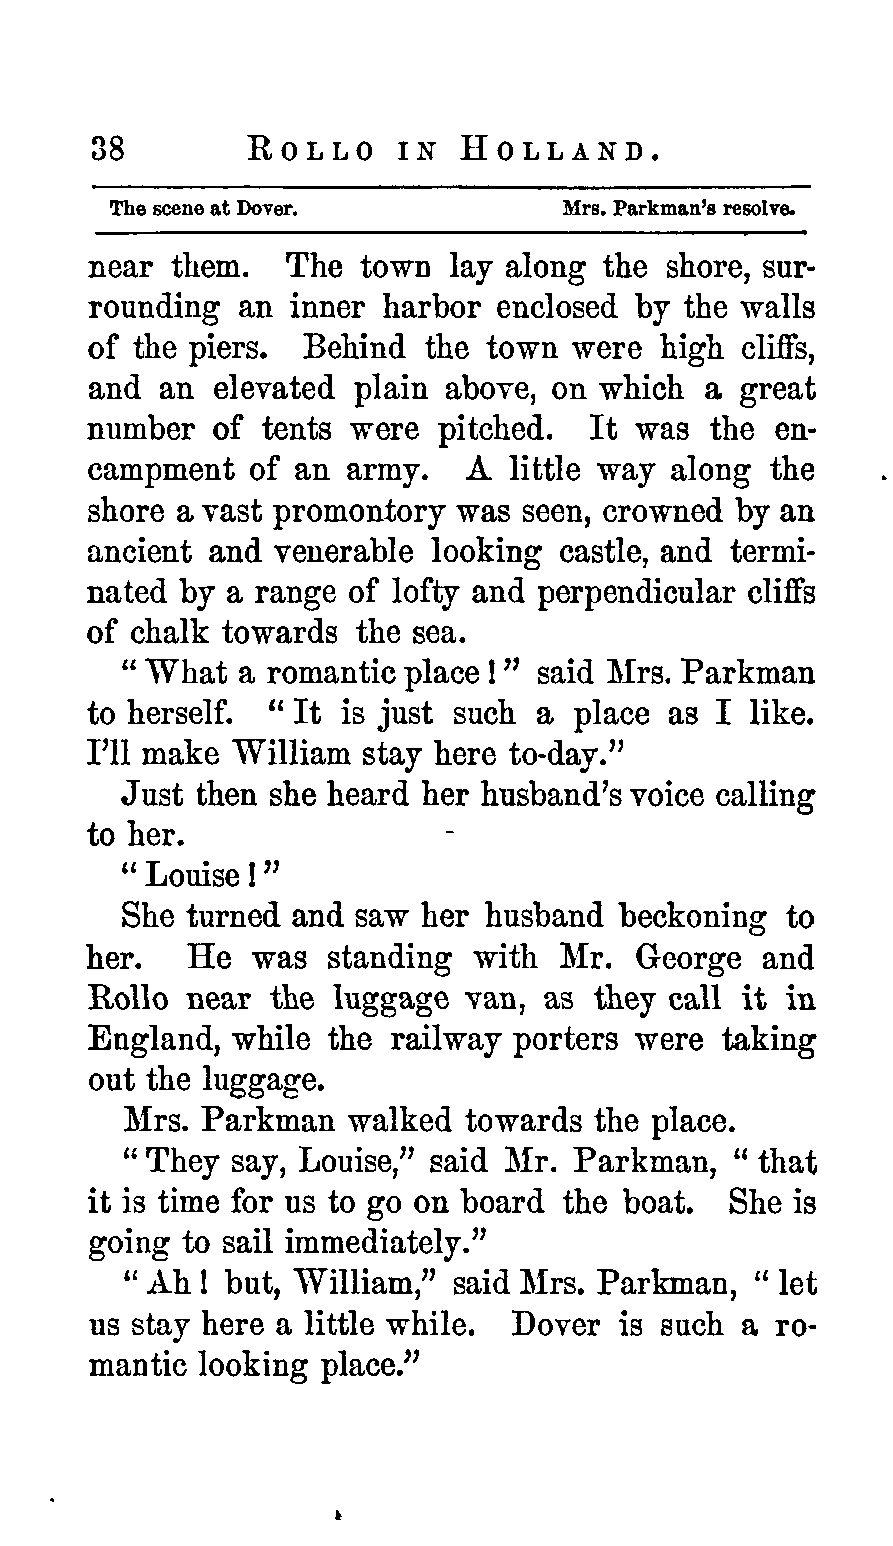 38 ROLLO IN HOLLAND.
The scene at Dover. Mrs. Parkman's resolve.
near them. The town lay along the shore, sur-
rounding an inner harbor enclosed by the walls
of the piers. Behind the town were high cliffs,
and an elevated plain above, on which a great
number of tents were pitched. It was the en-
campment of an army. A little way along the
shore a vast promontory was seen, crowned by an
ancient and venerable looking castle, and termi-
nated by a range of lofty and perpendicular cliffs
of chalk towards the sea.
“What a romantic place!” said Mrs. Parkman
to herself. “It is just such a place as I like.
I'll make William stay here to-day.”
Just then she heard her husband's voice calling
to her.
“Louise!”
She turned and saw her husband beckoning to
her. He was standing with Mr. George and
Rollo near the luggage van, as they call it in
England, while the railway porters were taking
out the luggage.
Mrs. Parkman walked towards the place.
“They say, Louise,” said Mr. Parkman, “that
it is time for us to go on board the boat. She is
going to sail immediately.”
“Ah! but, William,” said Mrs. Parkman, “let
us stay here a little while. Dover is such a ro-
mantic looking place.”